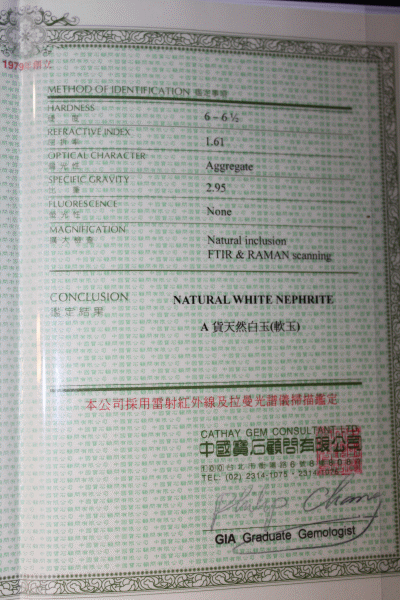 METHOD OF IDENTIFICATION
HARDNESS 6 – 6 ½
硬 度
REFRACTIVE INDEX 1.61
OPTICAL CHARACTER Aggregate
SPECIFIC GRAVITY 2.95
比 重
FLUORESCENCE None
螢 光 性
MAGNIFICATION Natural inclusion
FTIR & RAMAN scanning
CONCLUSION NATURAL WHITE NEPHRITE
鑑定結果 A 貨天然白玉(軟玉)
本公司採用雷射紅外線及拉曼光譜儀掃描鑑定
CATHAY GEM CONSULTANT LTD.
中國寶石顧問有限公司
TEL: (02) 2314-1075
Philip Chang
GIA Graduate Gemologist